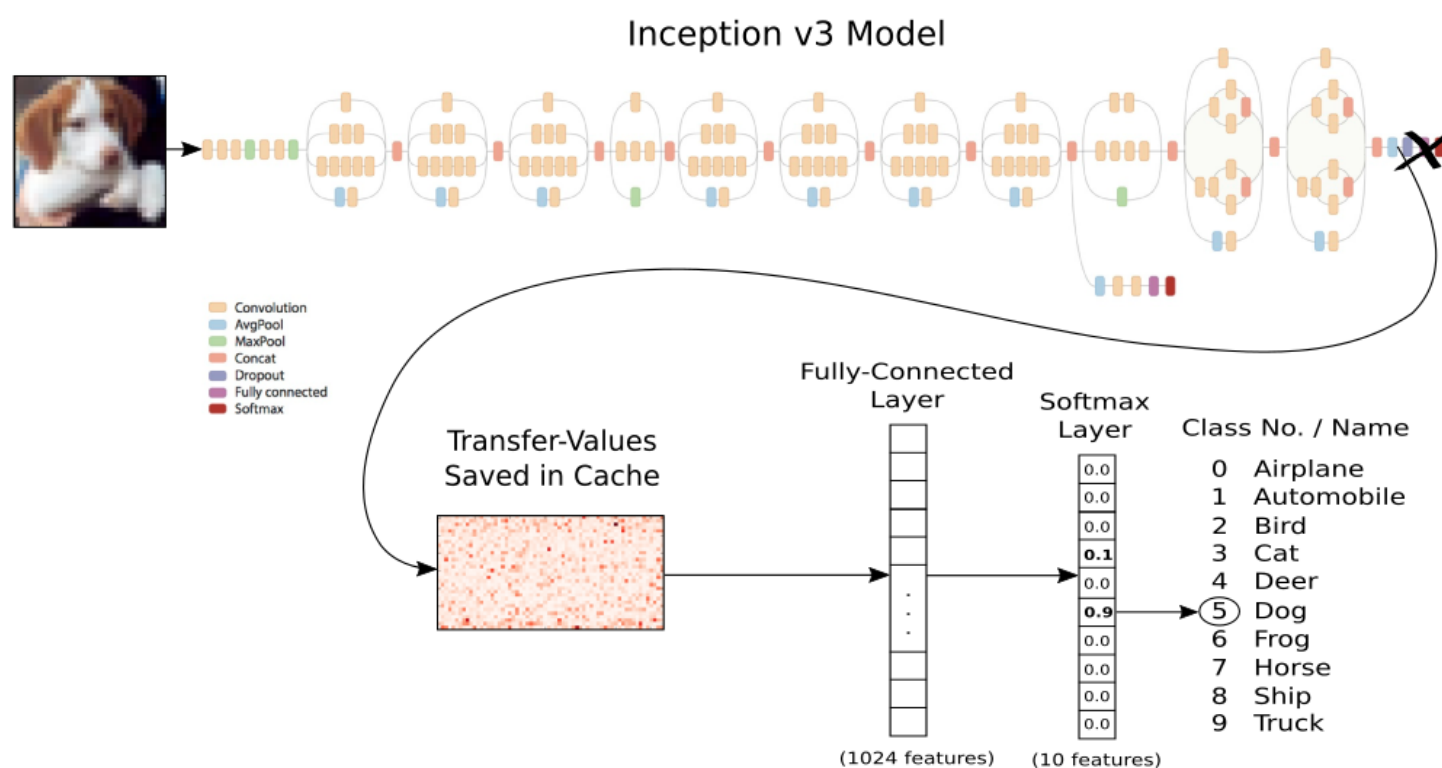 Inception v3 Model
Convolution
AvgPool
MaxPool
Concat
Dropout
Fully connected
Softmax
Transfer-Values
Saved in Cache
Fully-Connected
Layer
(1024 features)
Softmax
Layer
0.0
0.0
0.0
0.1
0.0
0.9
0.0
0.0
0.0
0.0
(10 features)
Class No. / Name
0 Airplane
1 Automobile
2 Bird
3 Cat
4 Deer
5 Dog
6 Frog
7 Horse
8 Ship
9 Truck